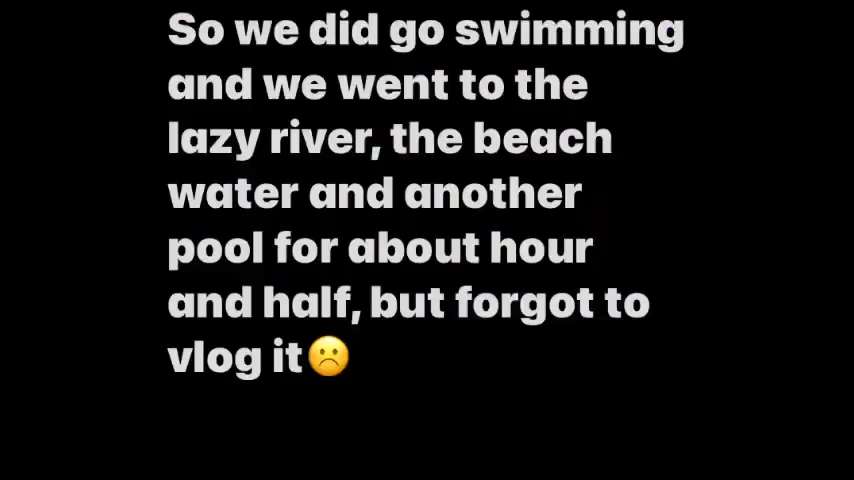 So we did go swimming
and we went to the
lazy river, the beach
water and another
pool for about hour
and half, but forgot to
vlog it☹️